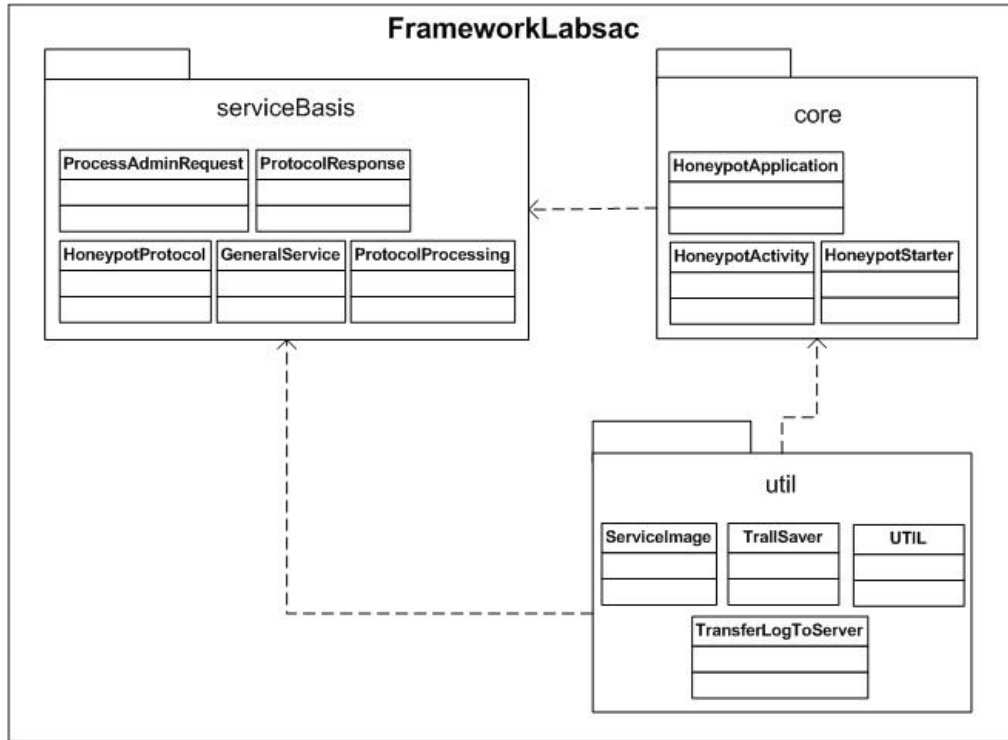 FrameworkLabsac
serviceBasis
ProcessAdminRequest
ProtocolResponse
HoneypotProtocol
GeneralService
ProtocolProcessing
core
HoneypotApplication
HoneypotActivity
HoneypotStarter
util
ServiceImage
TrallSaver
UTIL
TransferLogToServer